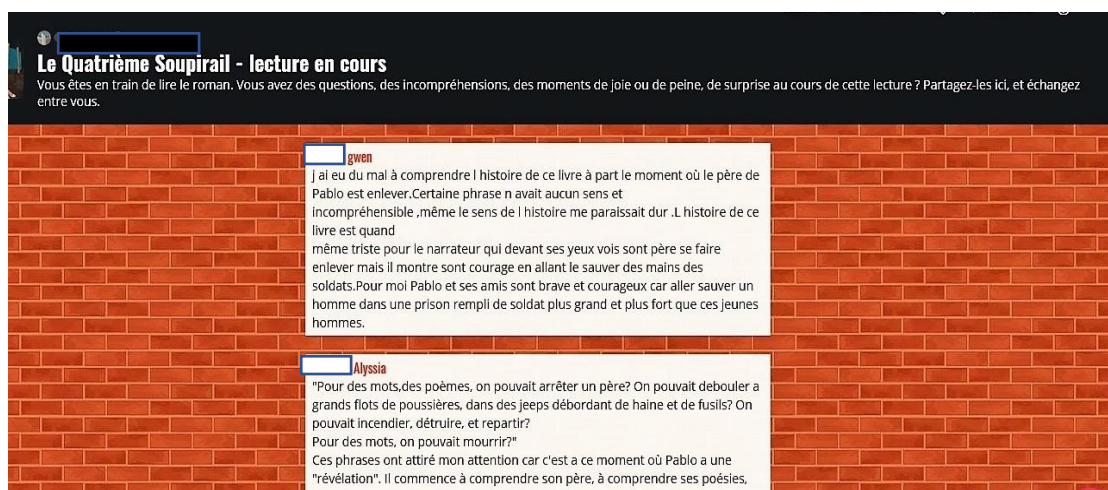 Le Quatrième Soupirail - lecture en cours
Vous êtes en train de lire le roman. Vous avez des questions, des incompréhensions, des moments de joie ou de peine, de surprise au cours de cette lecture ? Partagez-les ici, et échangez
entre vous.
gwen
j ai eu du mal à comprendre l histoire de ce livre à part le moment où le père de
Pablo est enlever.Certaine phrase n avait aucun sens et
incompréhensible ,même le sens de l histoire me paraissait dur .L histoire de ce
livre est quand
même triste pour le narrateur qui devant ses yeux vois sont père se faire
enlever mais il montre sont courage en allant le sauver des mains des
soldats.Pour moi Pablo et ses amis sont brave et courageux car aller sauver un
homme dans une prison rempli de soldat plus grand et plus fort que ces jeunes
hommes.
Alyssia
"Pour des mots,des poèmes, on pouvait arrêter un père? On pouvait debouler a
grands flots de poussières, dans des jeeps débordant de haine et de fusils? On
pouvait incendier, détruire, et repartir?
Pour des mots, on pouvait mourrir?"
Ces phrases ont attiré mon attention car c'est a ce moment où Pablo a une
"révélation". Il commence à comprendre son père, à comprendre ses poésies,